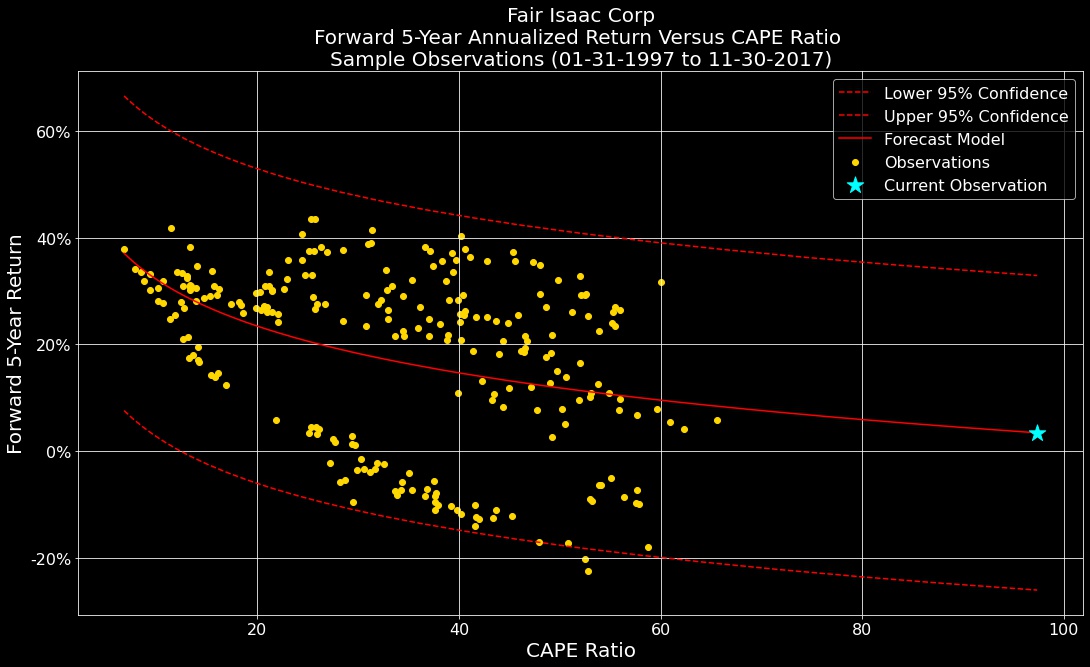 Fair Isaac Corp
Forward 5-Year Annualized Return Versus CAPE Ratio
Sample Observations (01-31-1997 to 11-30-2017)
Lower 95% Confidence
Upper 95% Confidence
Forecast Model
Observations
Current Observation
Forward 5-Year Return
60%
40%
20%
0%
-20%
20
40
60
80
100
CAPE Ratio